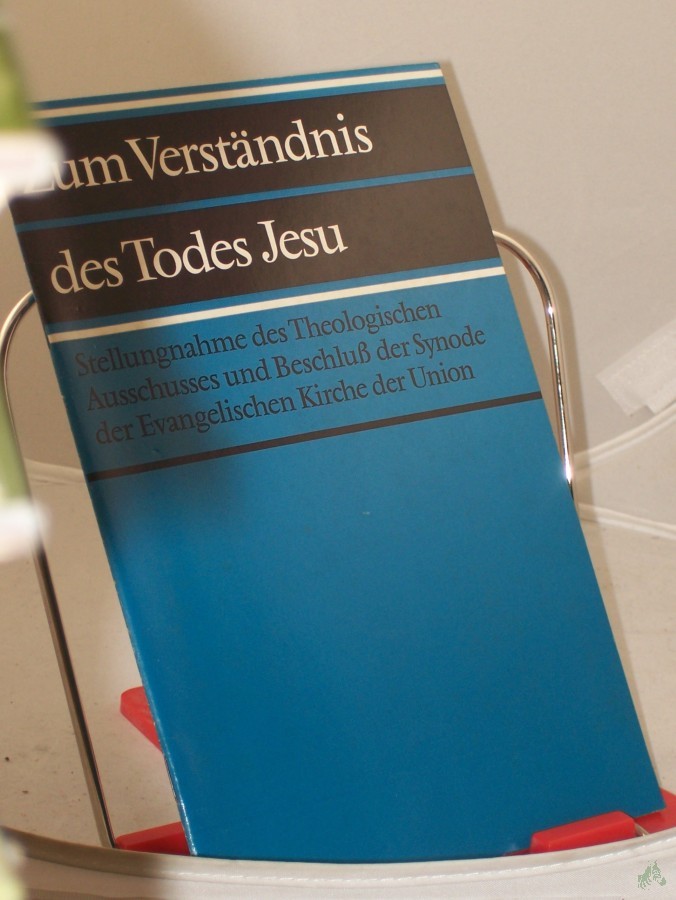 Zum Verständnis
des Todes Jesu
Stellungnahme des Theologischen
Ausschusses und Beschluß der Synode
der Evangelischen Kirche der Union